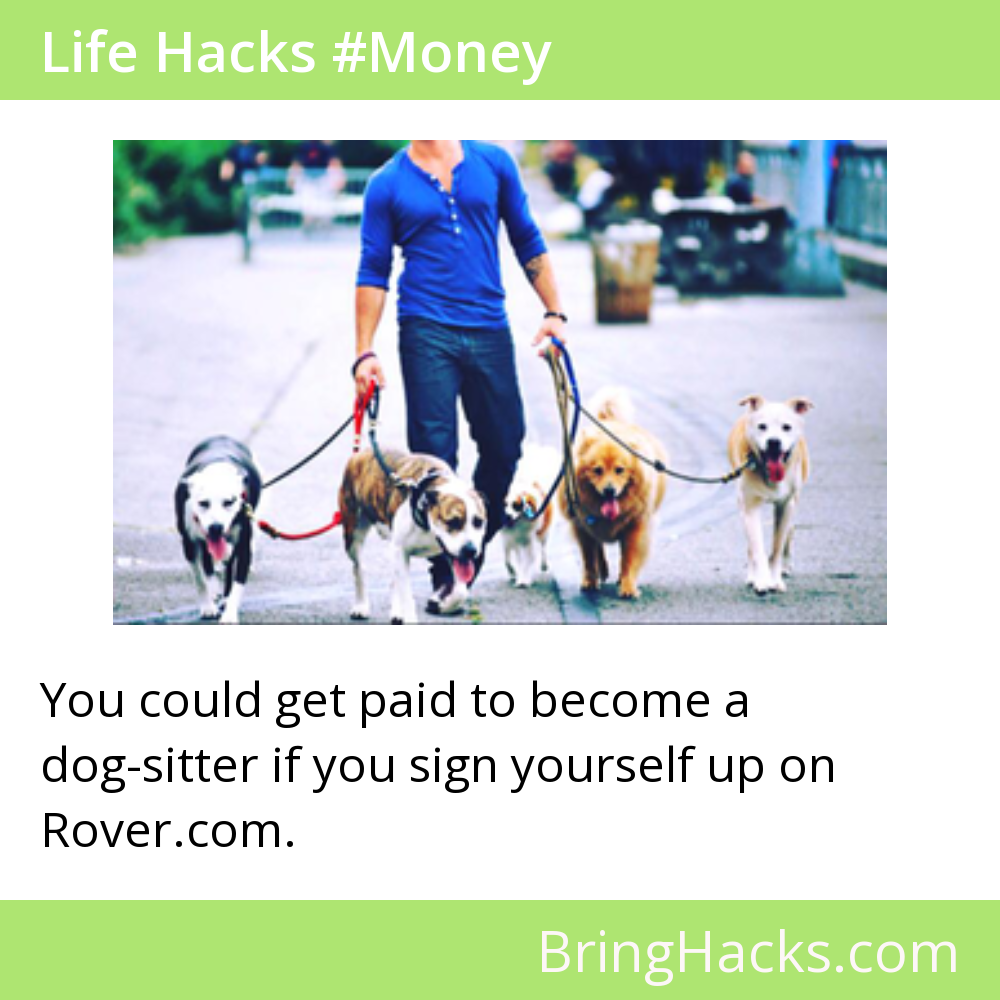 Life Hacks #Money
You could get paid to become a
dog-sitter if you sign yourself up on
Rover.com.
BringHacks.com